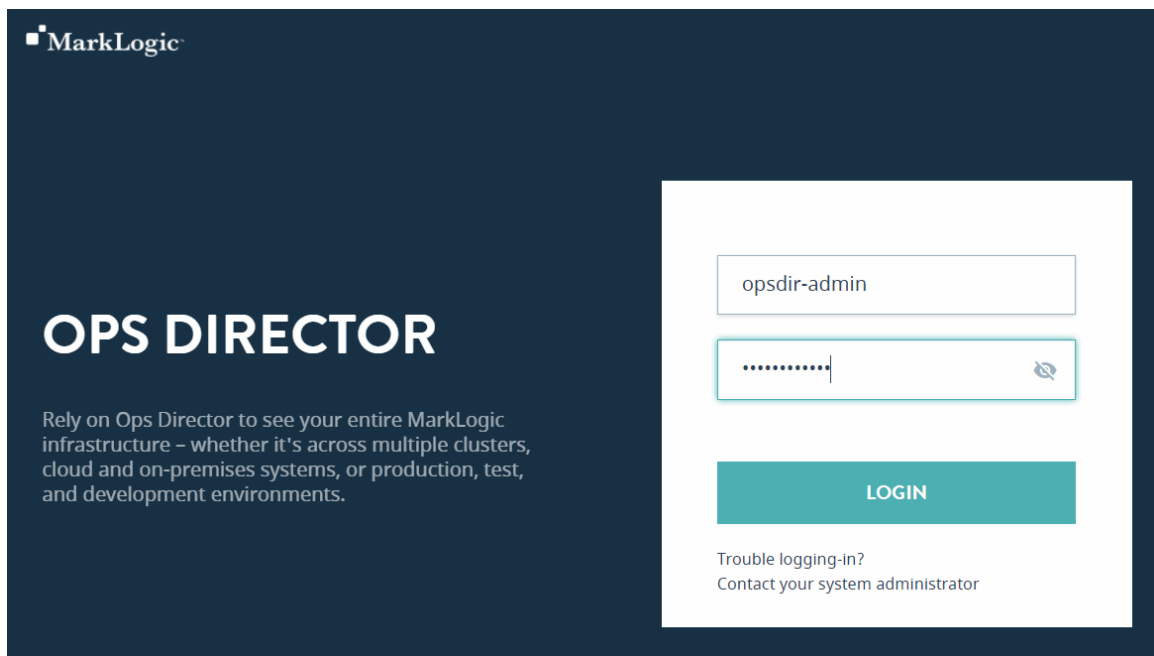 MarkLogic™
opsdir-admin
••••••••••••
OPS DIRECTOR
Rely on Ops Director to see your entire MarkLogic
infrastructure – whether it's across multiple clusters,
cloud and on-premises systems, or production, test,
and development environments.
LOGIN
Trouble logging-in?
Contact your system administrator